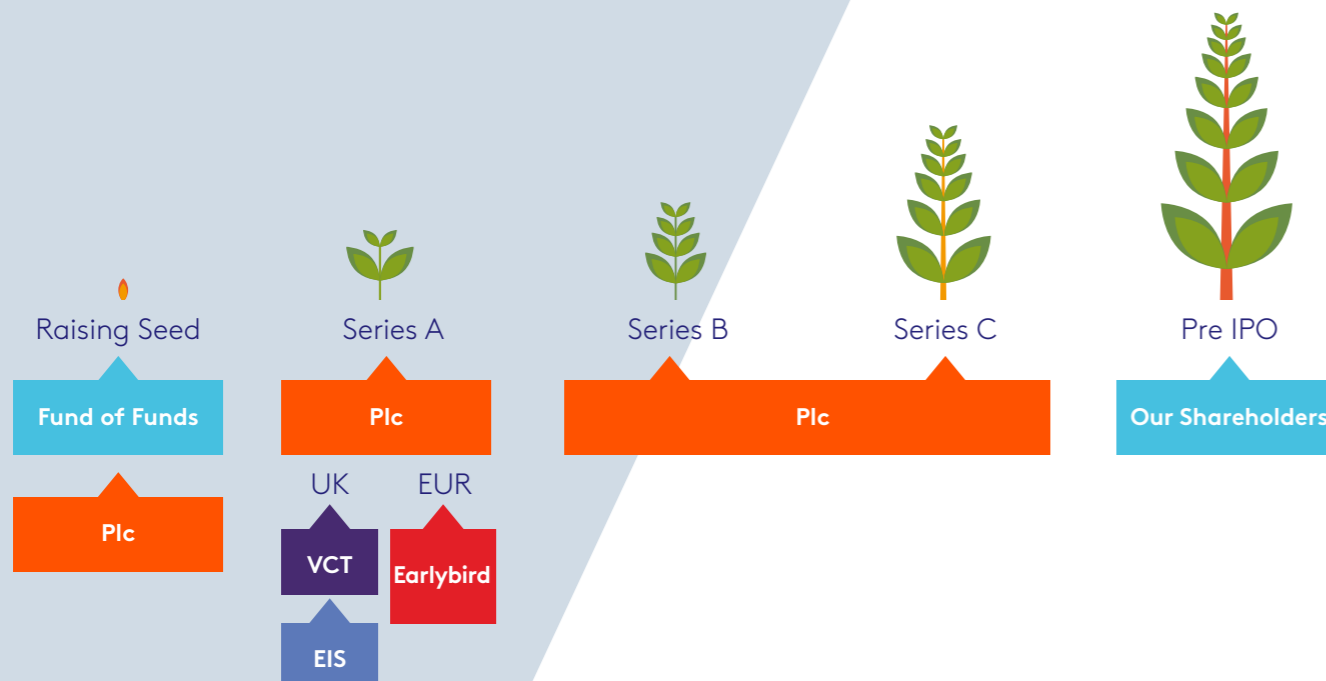 Raising Seed
Series A
Series B
Series C
Pre IPO
Fund of Funds
Plc
Plc
Our Shareholders
Plc
UK
EUR
VCT
Earlybird
EIS